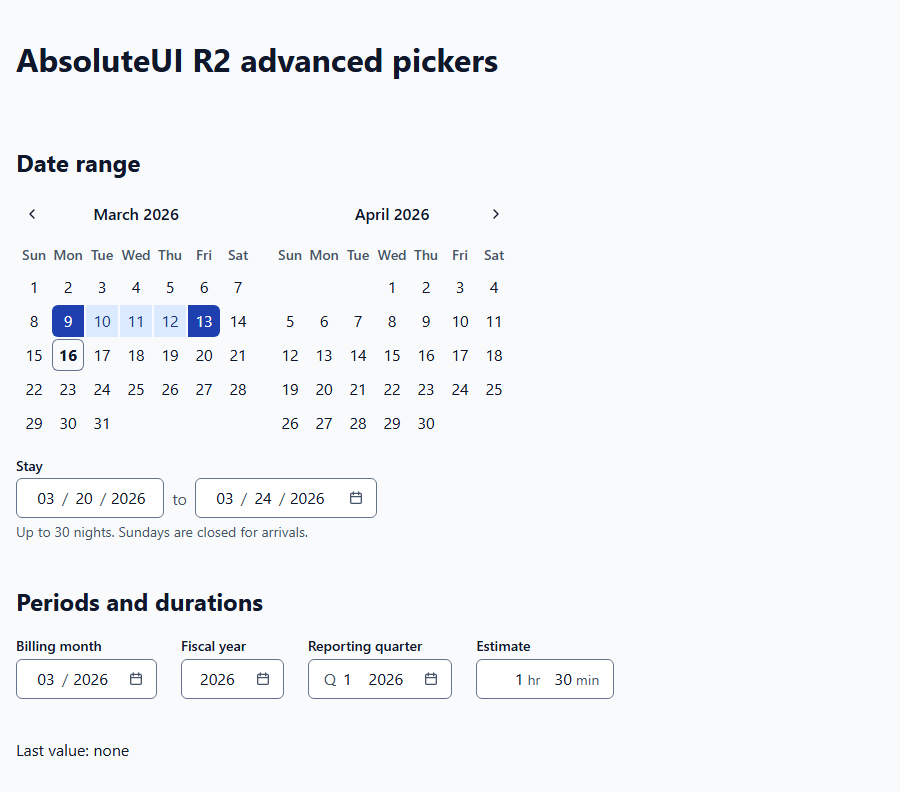 AbsoluteUI R2 advanced pickers
Date range
March 2026
Sun Mon Tue Wed Thu Fri Sat
1 2 3 4 5 6 7
8 9 10 11 12 13 14
15 16 17 18 19 20 21
22 23 24 25 26 27 28
29 30 31
April 2026
Sun Mon Tue Wed Thu Fri Sat
1 2 3 4
5 6 7 8 9 10 11
12 13 14 15 16 17 18
19 20 21 22 23 24 25
26 27 28 29 30
Stay
03 / 20 / 2026 to 03 / 24 / 2026
Up to 30 nights. Sundays are closed for arrivals.
Periods and durations
Billing month Fiscal year Reporting quarter Estimate
03 / 2026 2026 Q 1 2026 1 hr 30 min
Last value: none